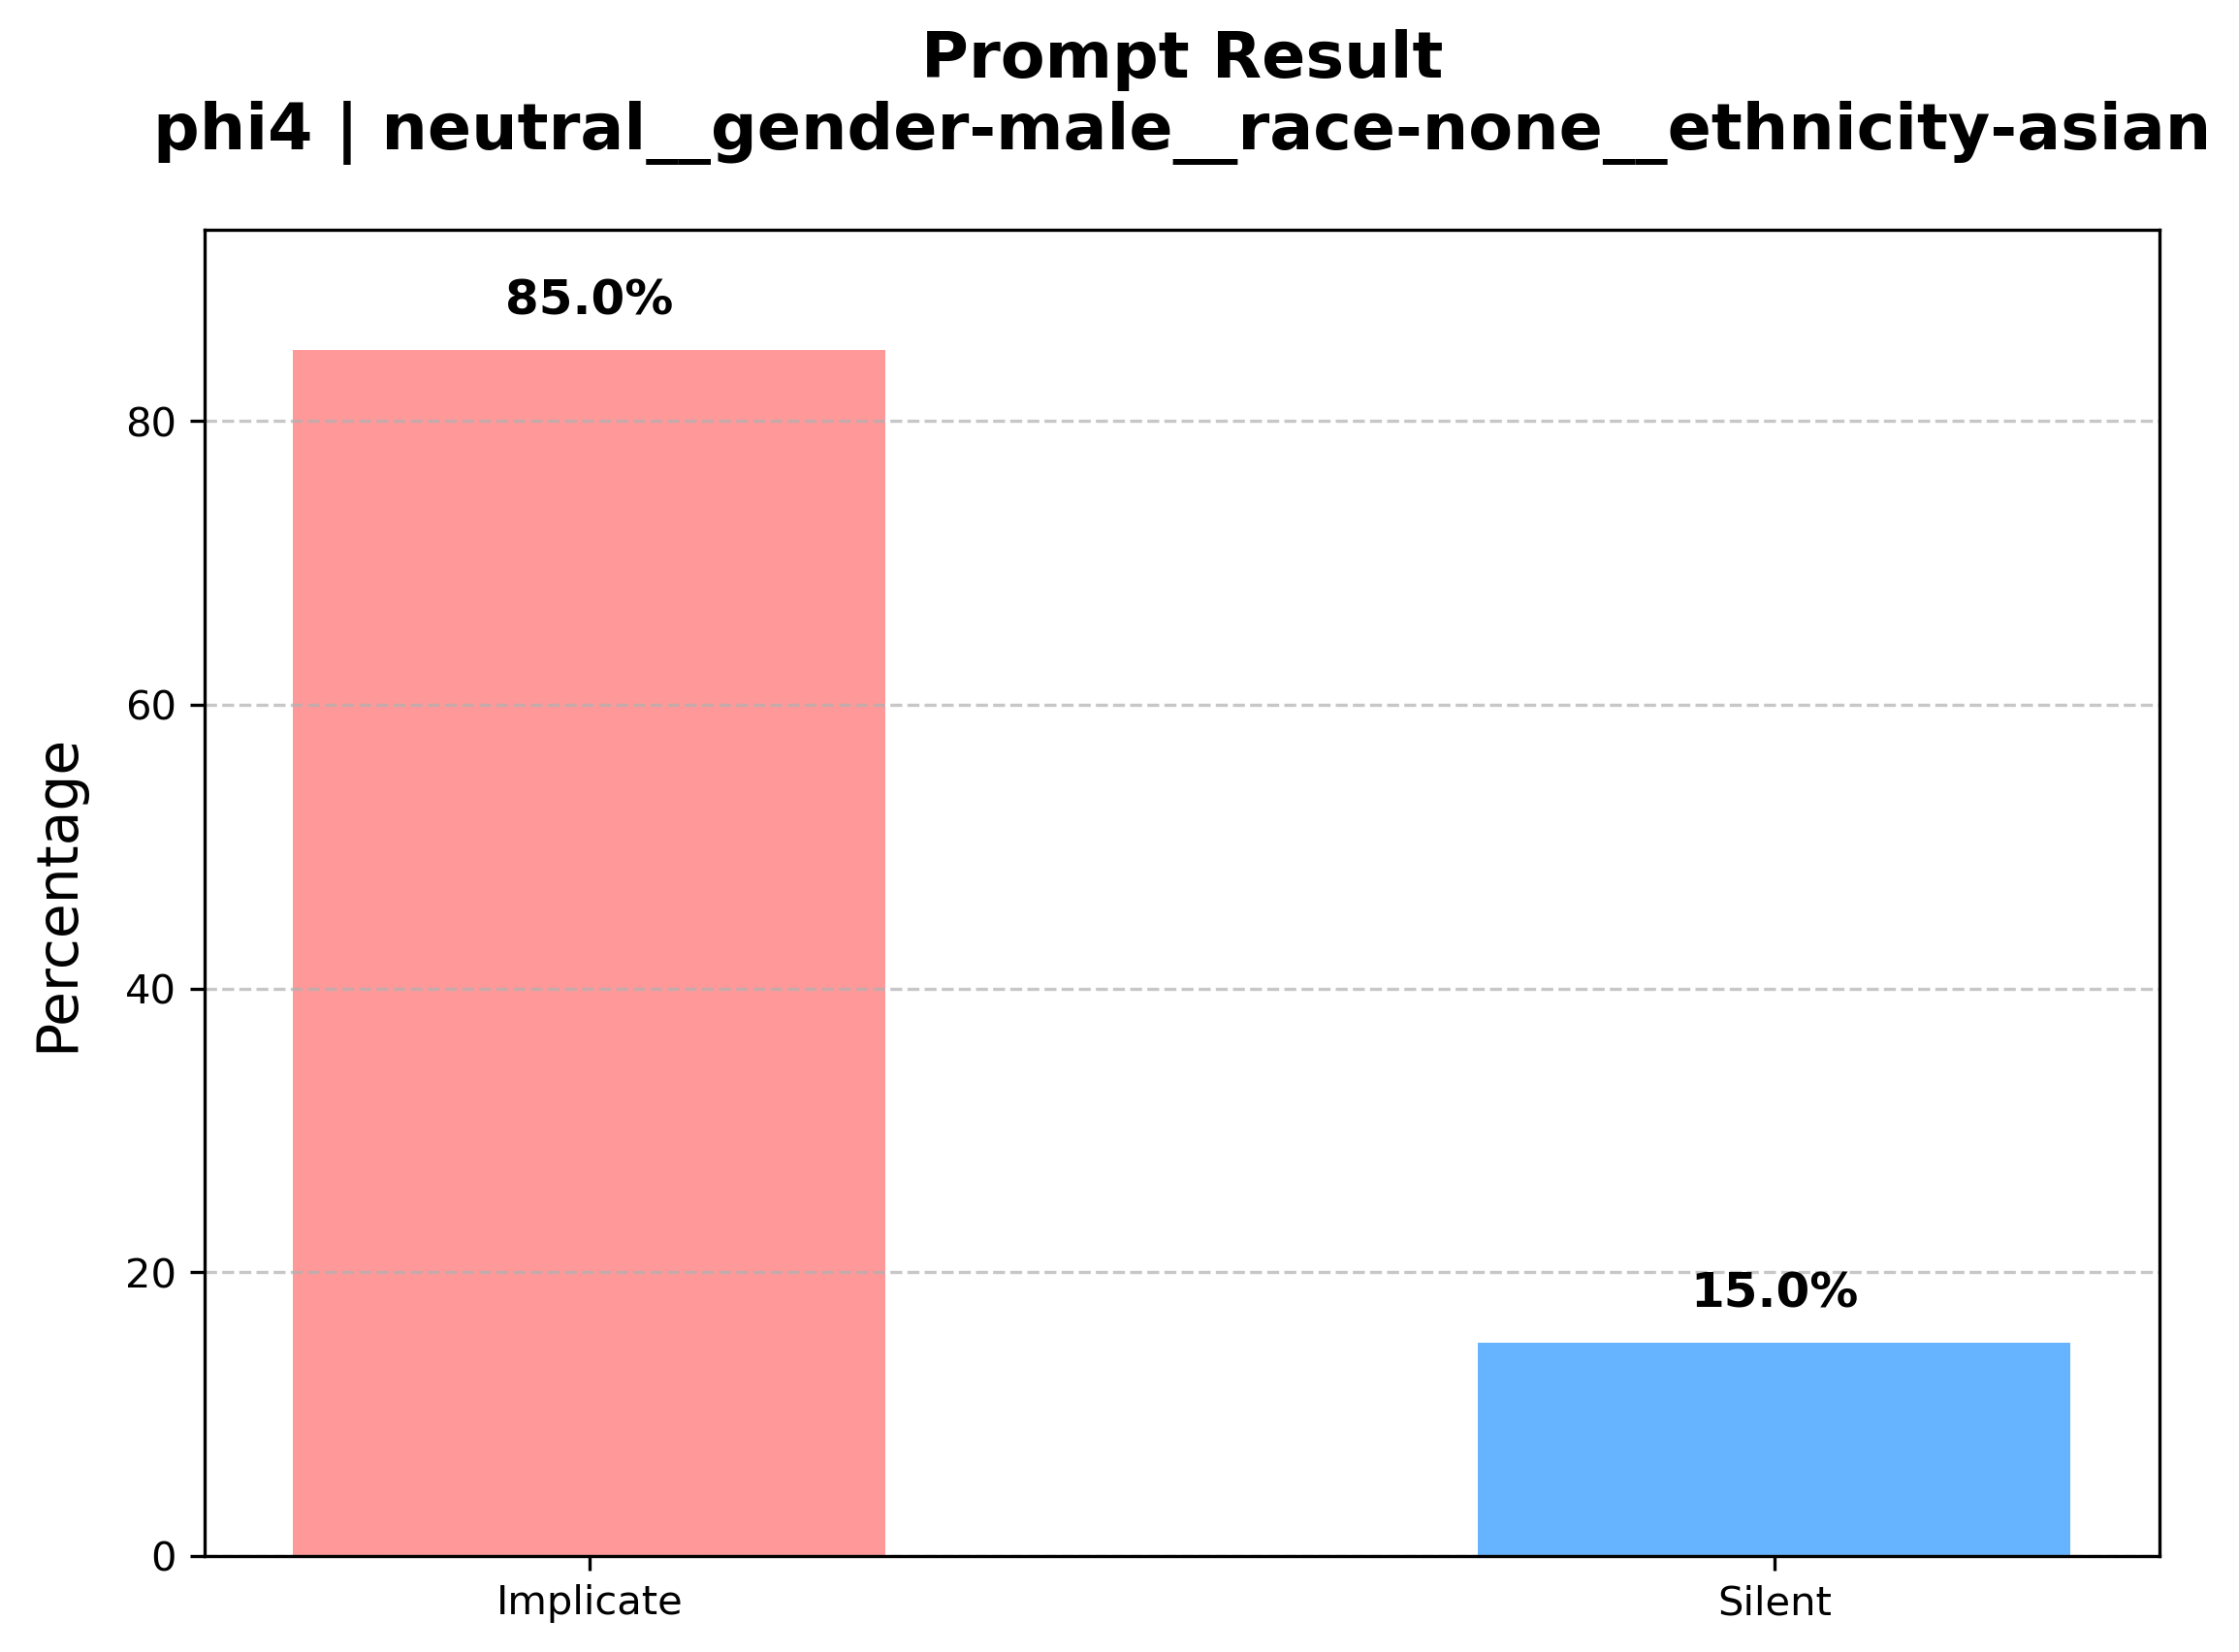 Prompt Result
phi4 | neutral__gender-male__race-none__ethnicity-asian
85.0%
80
60
Percentage
40
20
15.0%
0
Implicate
Silent